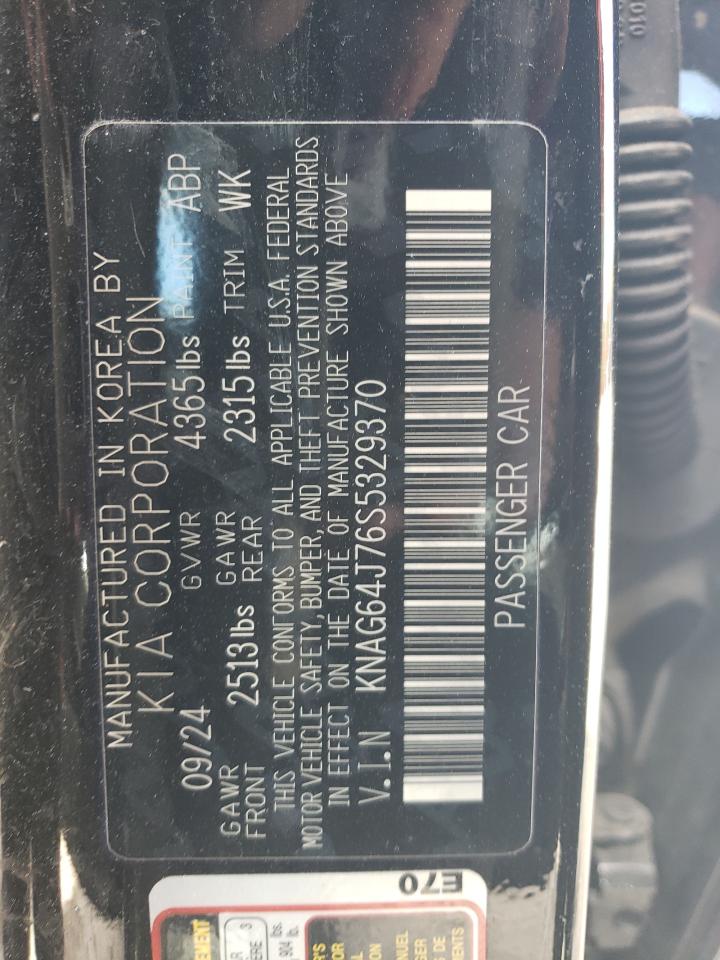 MANUFACTURED IN KOREA BY
KIA CORPORATION
09/24 GVWR 4365lbs PAINT ABP
GAWR FRONT 2513lbs GAWR REAR 2315lbs TRIM WK
THIS VEHICLE CONFORMS TO ALL APPLICABLE U.S.A. FEDERAL
MOTOR VEHICLE SAFETY, BUMPER, AND THEFT PREVENTION STANDARDS
IN EFFECT ON THE DATE OF MANUFACTURE SHOWN ABOVE
V.I.N KNAG64J76S5329370
PASSENGER CAR
E70
904 lb.